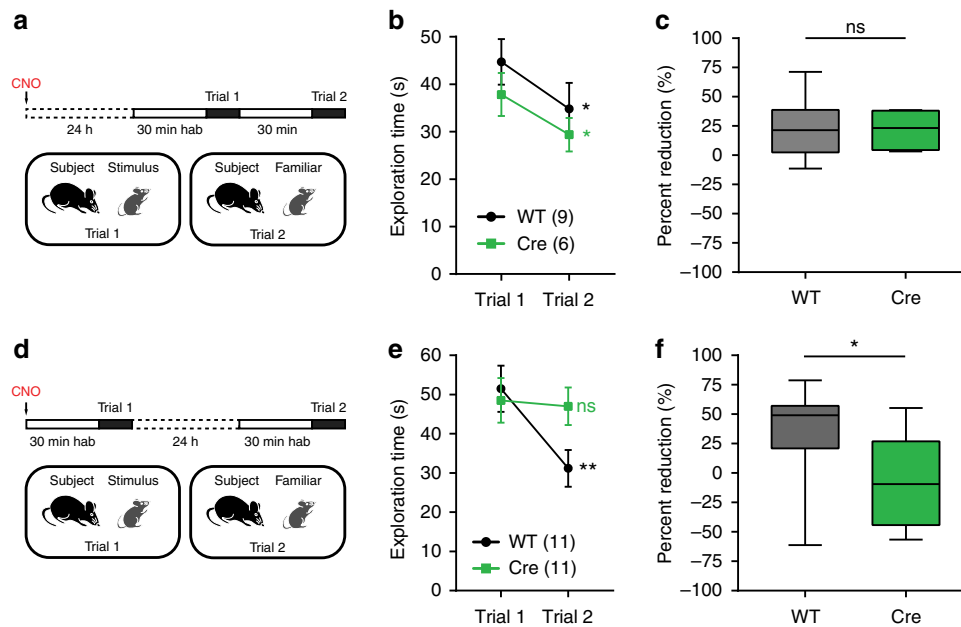 a
CNO
Trial 1
Trial 2
24 h
30 min hab
30 min
Subject Stimulus
Trial 1
Subject Familiar
Trial 2
b
Exploration time (s)
50
40
30
20
10
0
*
*
WT (9)
Cre (6)
Trial 1 Trial 2
c
Percent reduction (%)
100
75
50
25
0
−25
−50
−75
−100
ns
WT Cre
d
CNO
Trial 1
Trial 2
30 min hab
24 h
30 min hab
Subject Stimulus
Trial 1
Subject Familiar
Trial 2
e
Exploration time (s)
60
50
40
30
20
10
0
ns
**
WT (11)
Cre (11)
Trial 1 Trial 2
f
Percent reduction (%)
100
75
50
25
0
−25
−50
−75
−100
*
WT Cre